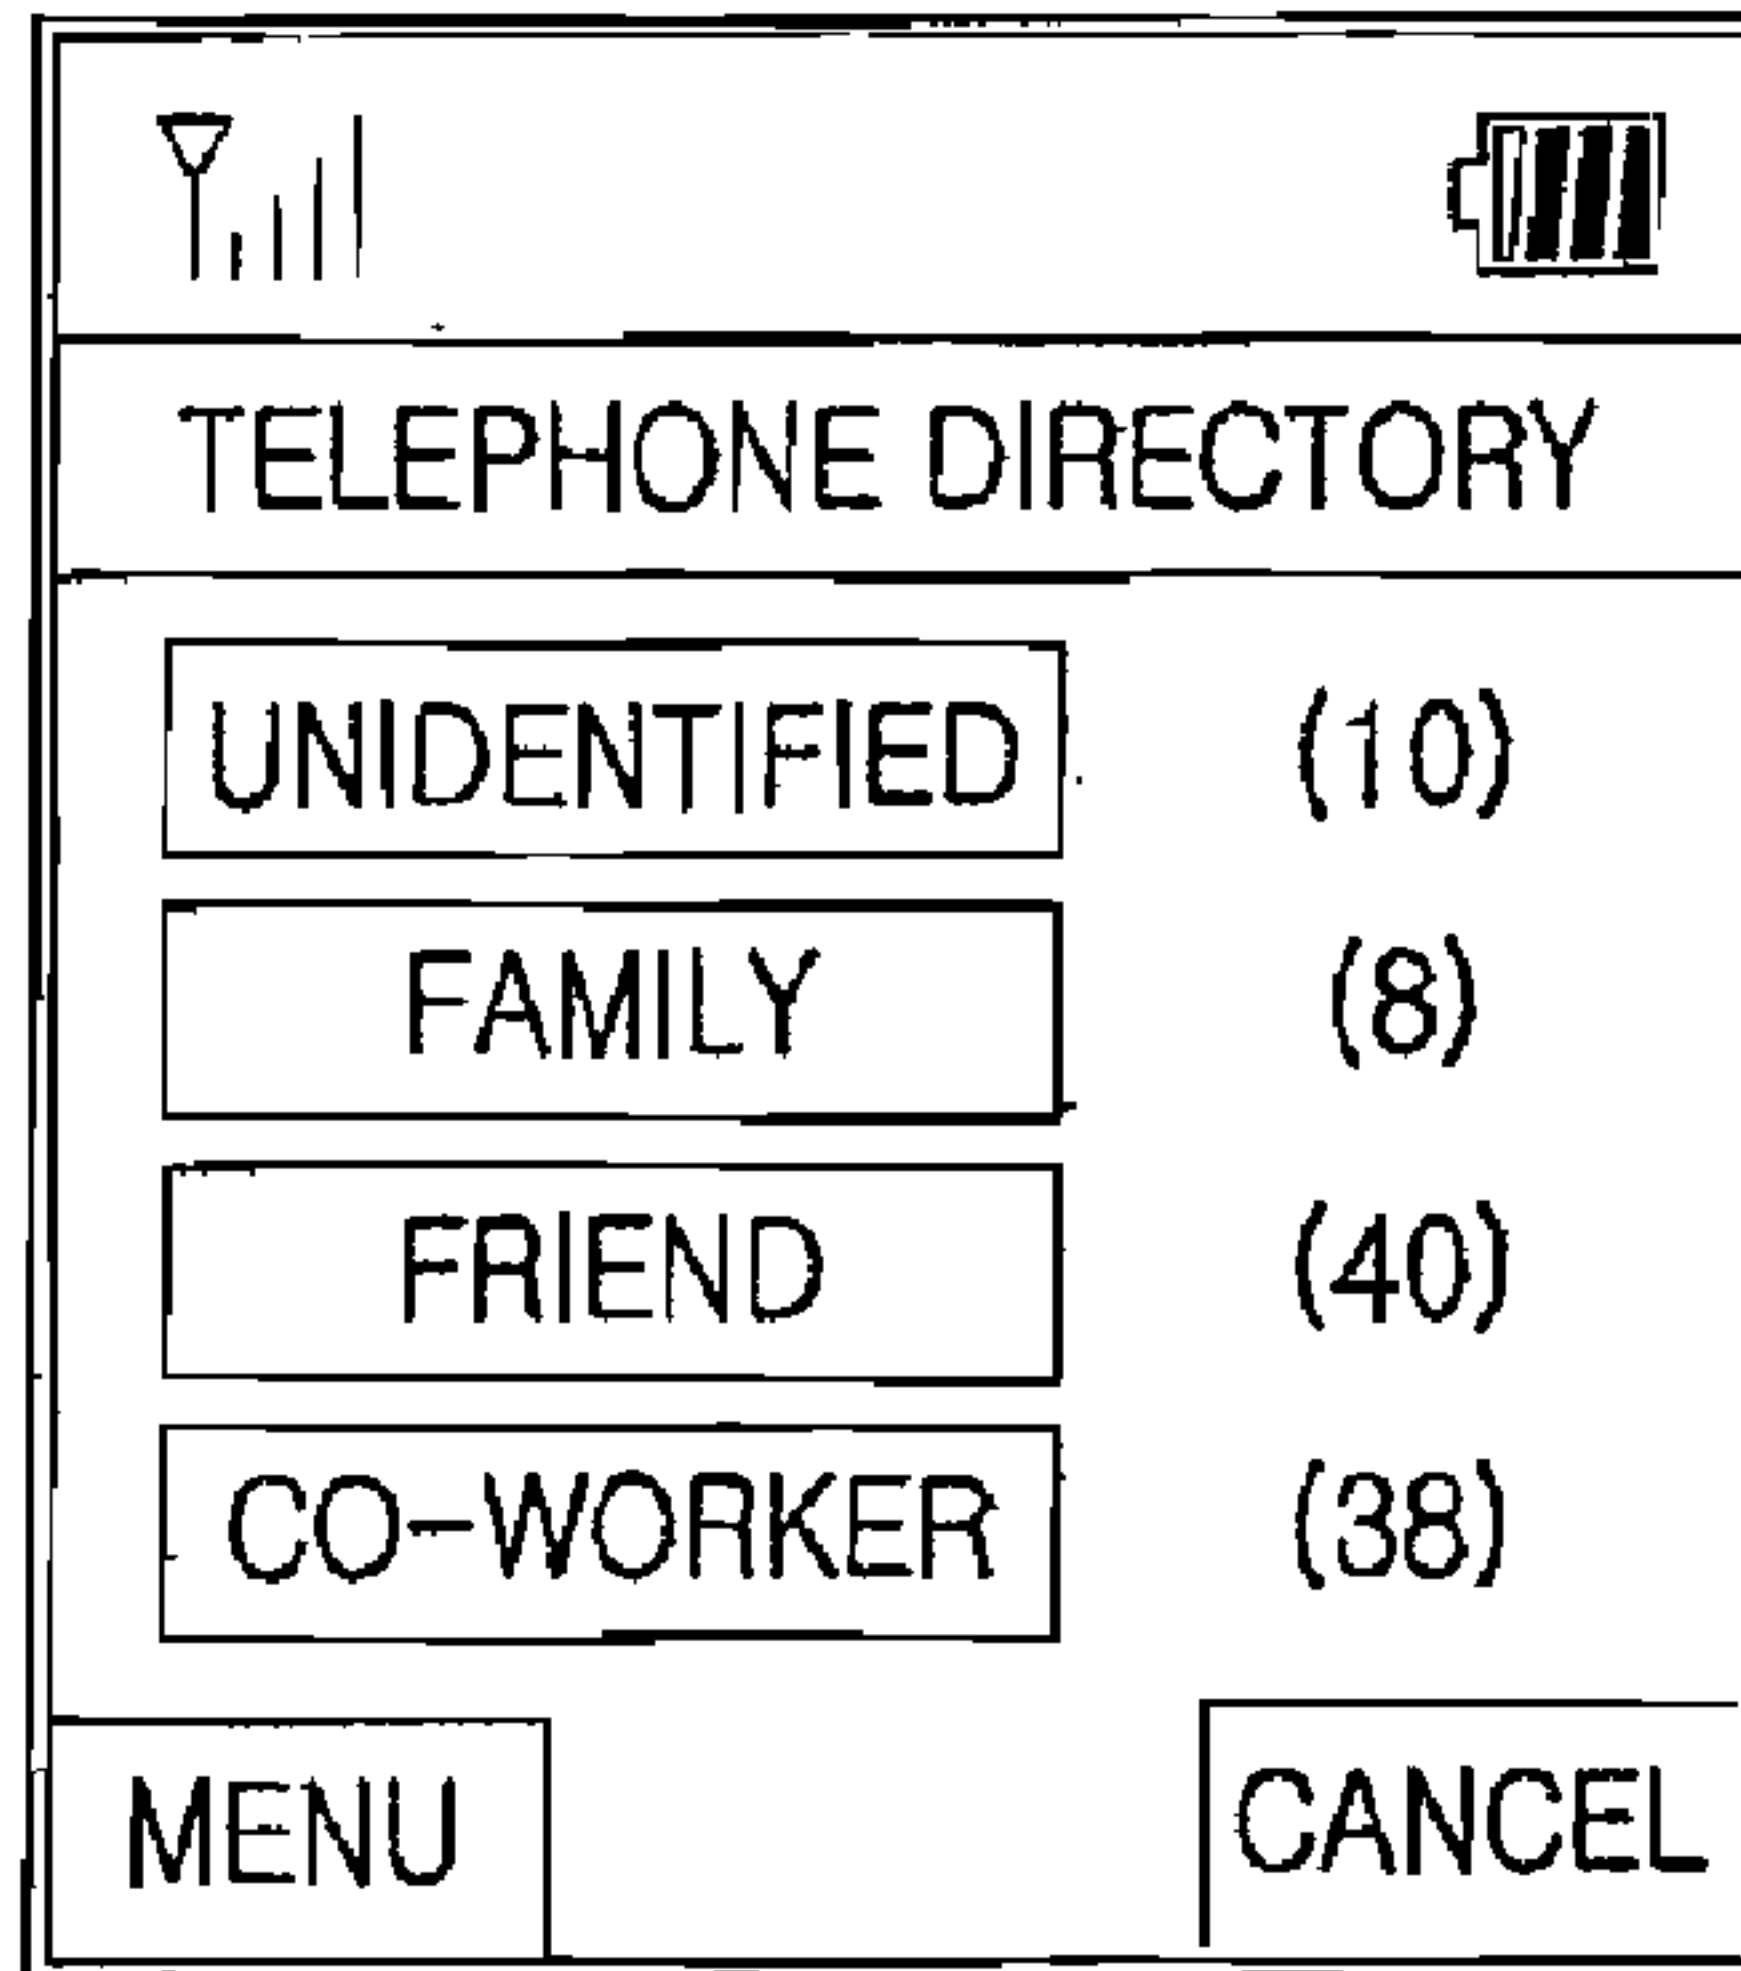 TELEPHONE DIRECTORY
UNIDENTIFIED (10)
FAMILY (8)
FRIEND (40)
CO-WORKER (38)
MENU CANCEL